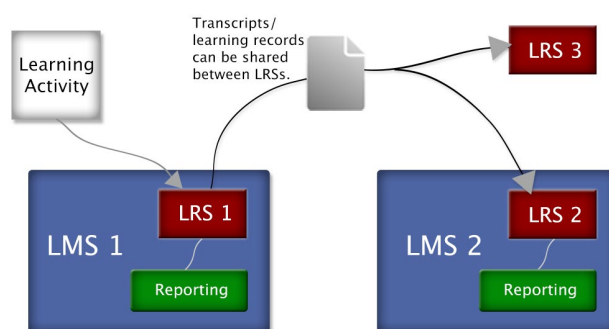 Transcripts/
learning records
can be shared
between LRSs.
LRS 3
Learning
Activity
LRS 1
LMS 1
Reporting
LRS 2
LMS 2
Reporting